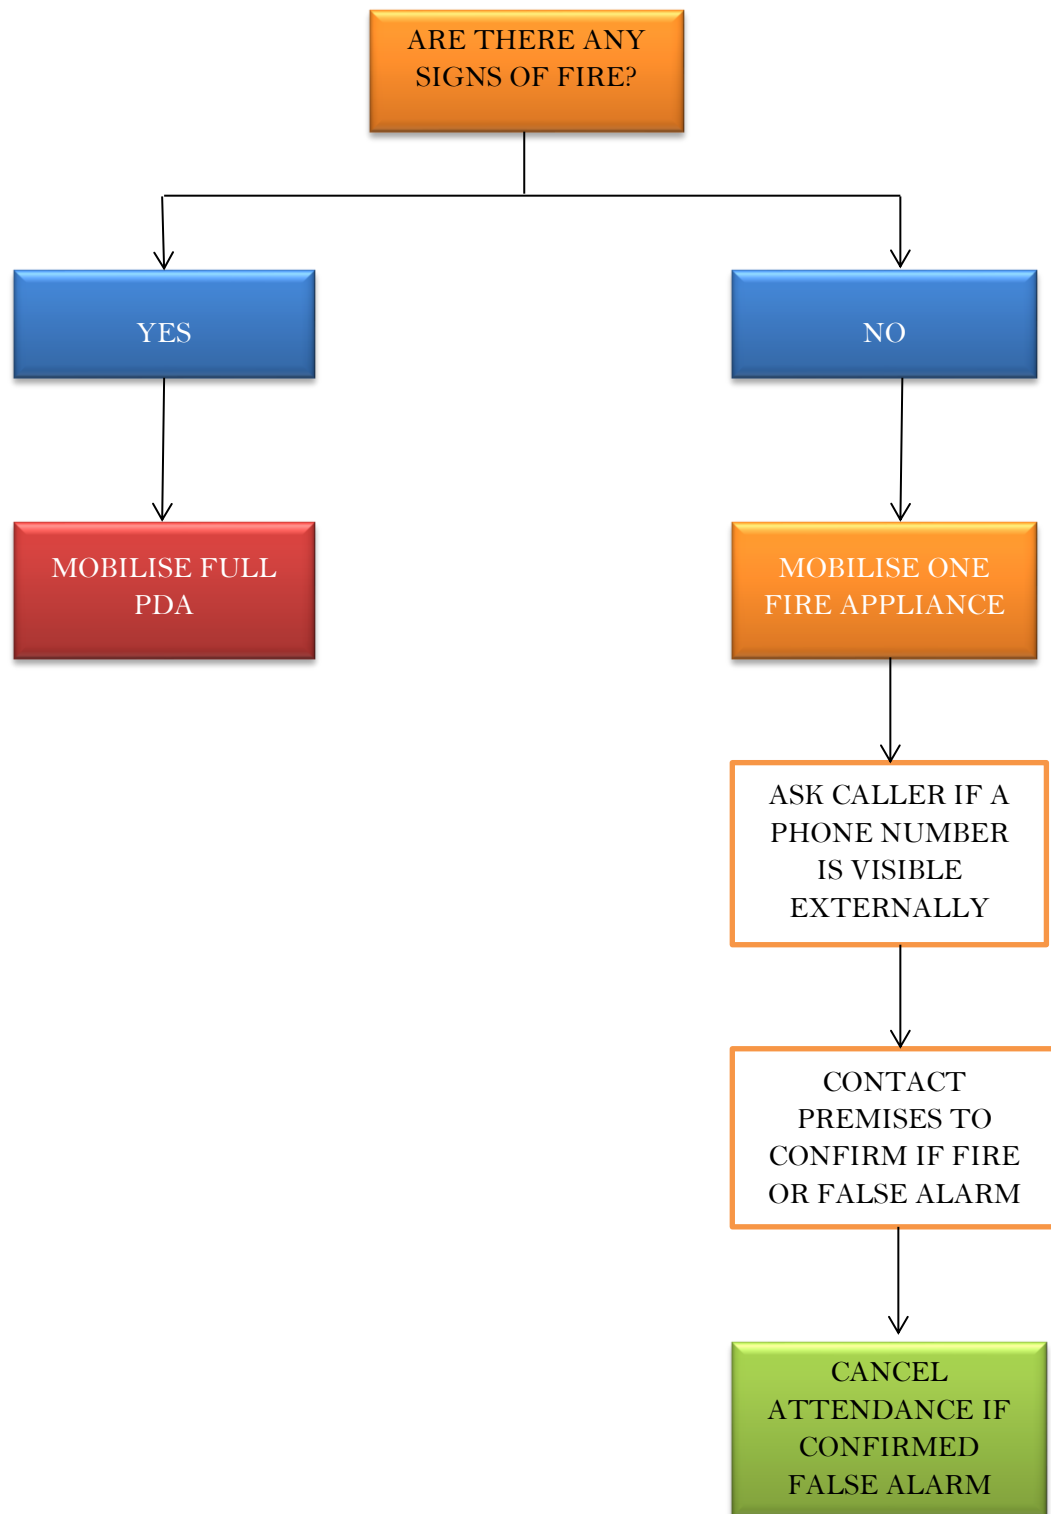 ARE THERE ANY
SIGNS OF FIRE?
YES
NO
MOBILISE FULL
PDA
MOBILISE ONE
FIRE APPLIANCE
ASK CALLER IF A
PHONE NUMBER
IS VISIBLE
EXTERNALLY
CONTACT
PREMISES TO
CONFIRM IF FIRE
OR FALSE ALARM
CANCEL
ATTENDANCE IF
CONFIRMED
FALSE ALARM